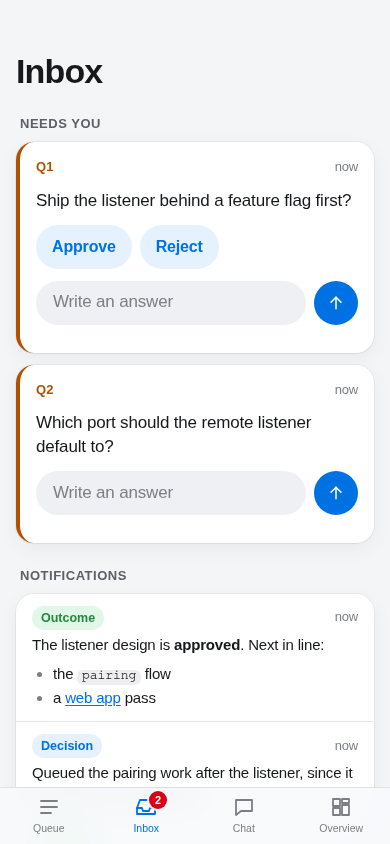 Inbox
NEEDS YOU
Q1 now
Ship the listener behind a feature flag first?
Approve Reject
Write an answer
Q2 now
Which port should the remote listener
default to?
Write an answer
NOTIFICATIONS
Outcome now
The listener design is approved. Next in line:
• the pairing flow
• a web app pass
Decision now
Queued the pairing work after the listener, since it
2
Queue Inbox Chat Overview